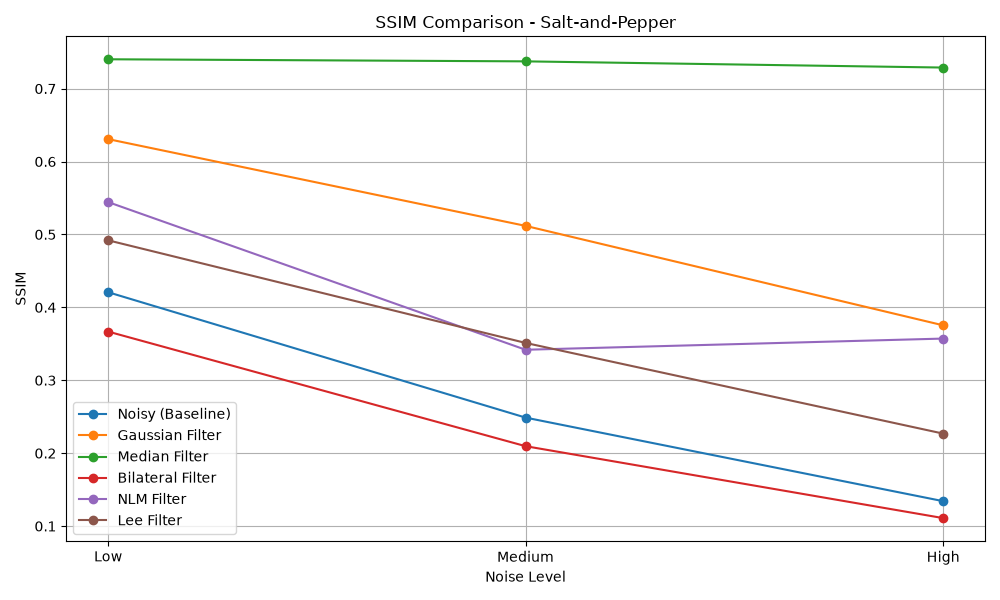 SSIM Comparison - Salt-and-Pepper
SSIM
0.7
0.6
0.5
0.4
0.3
0.2
0.1
Noisy (Baseline)
Gaussian Filter
Median Filter
Bilateral Filter
NLM Filter
Lee Filter
Low
Medium
High
Noise Level